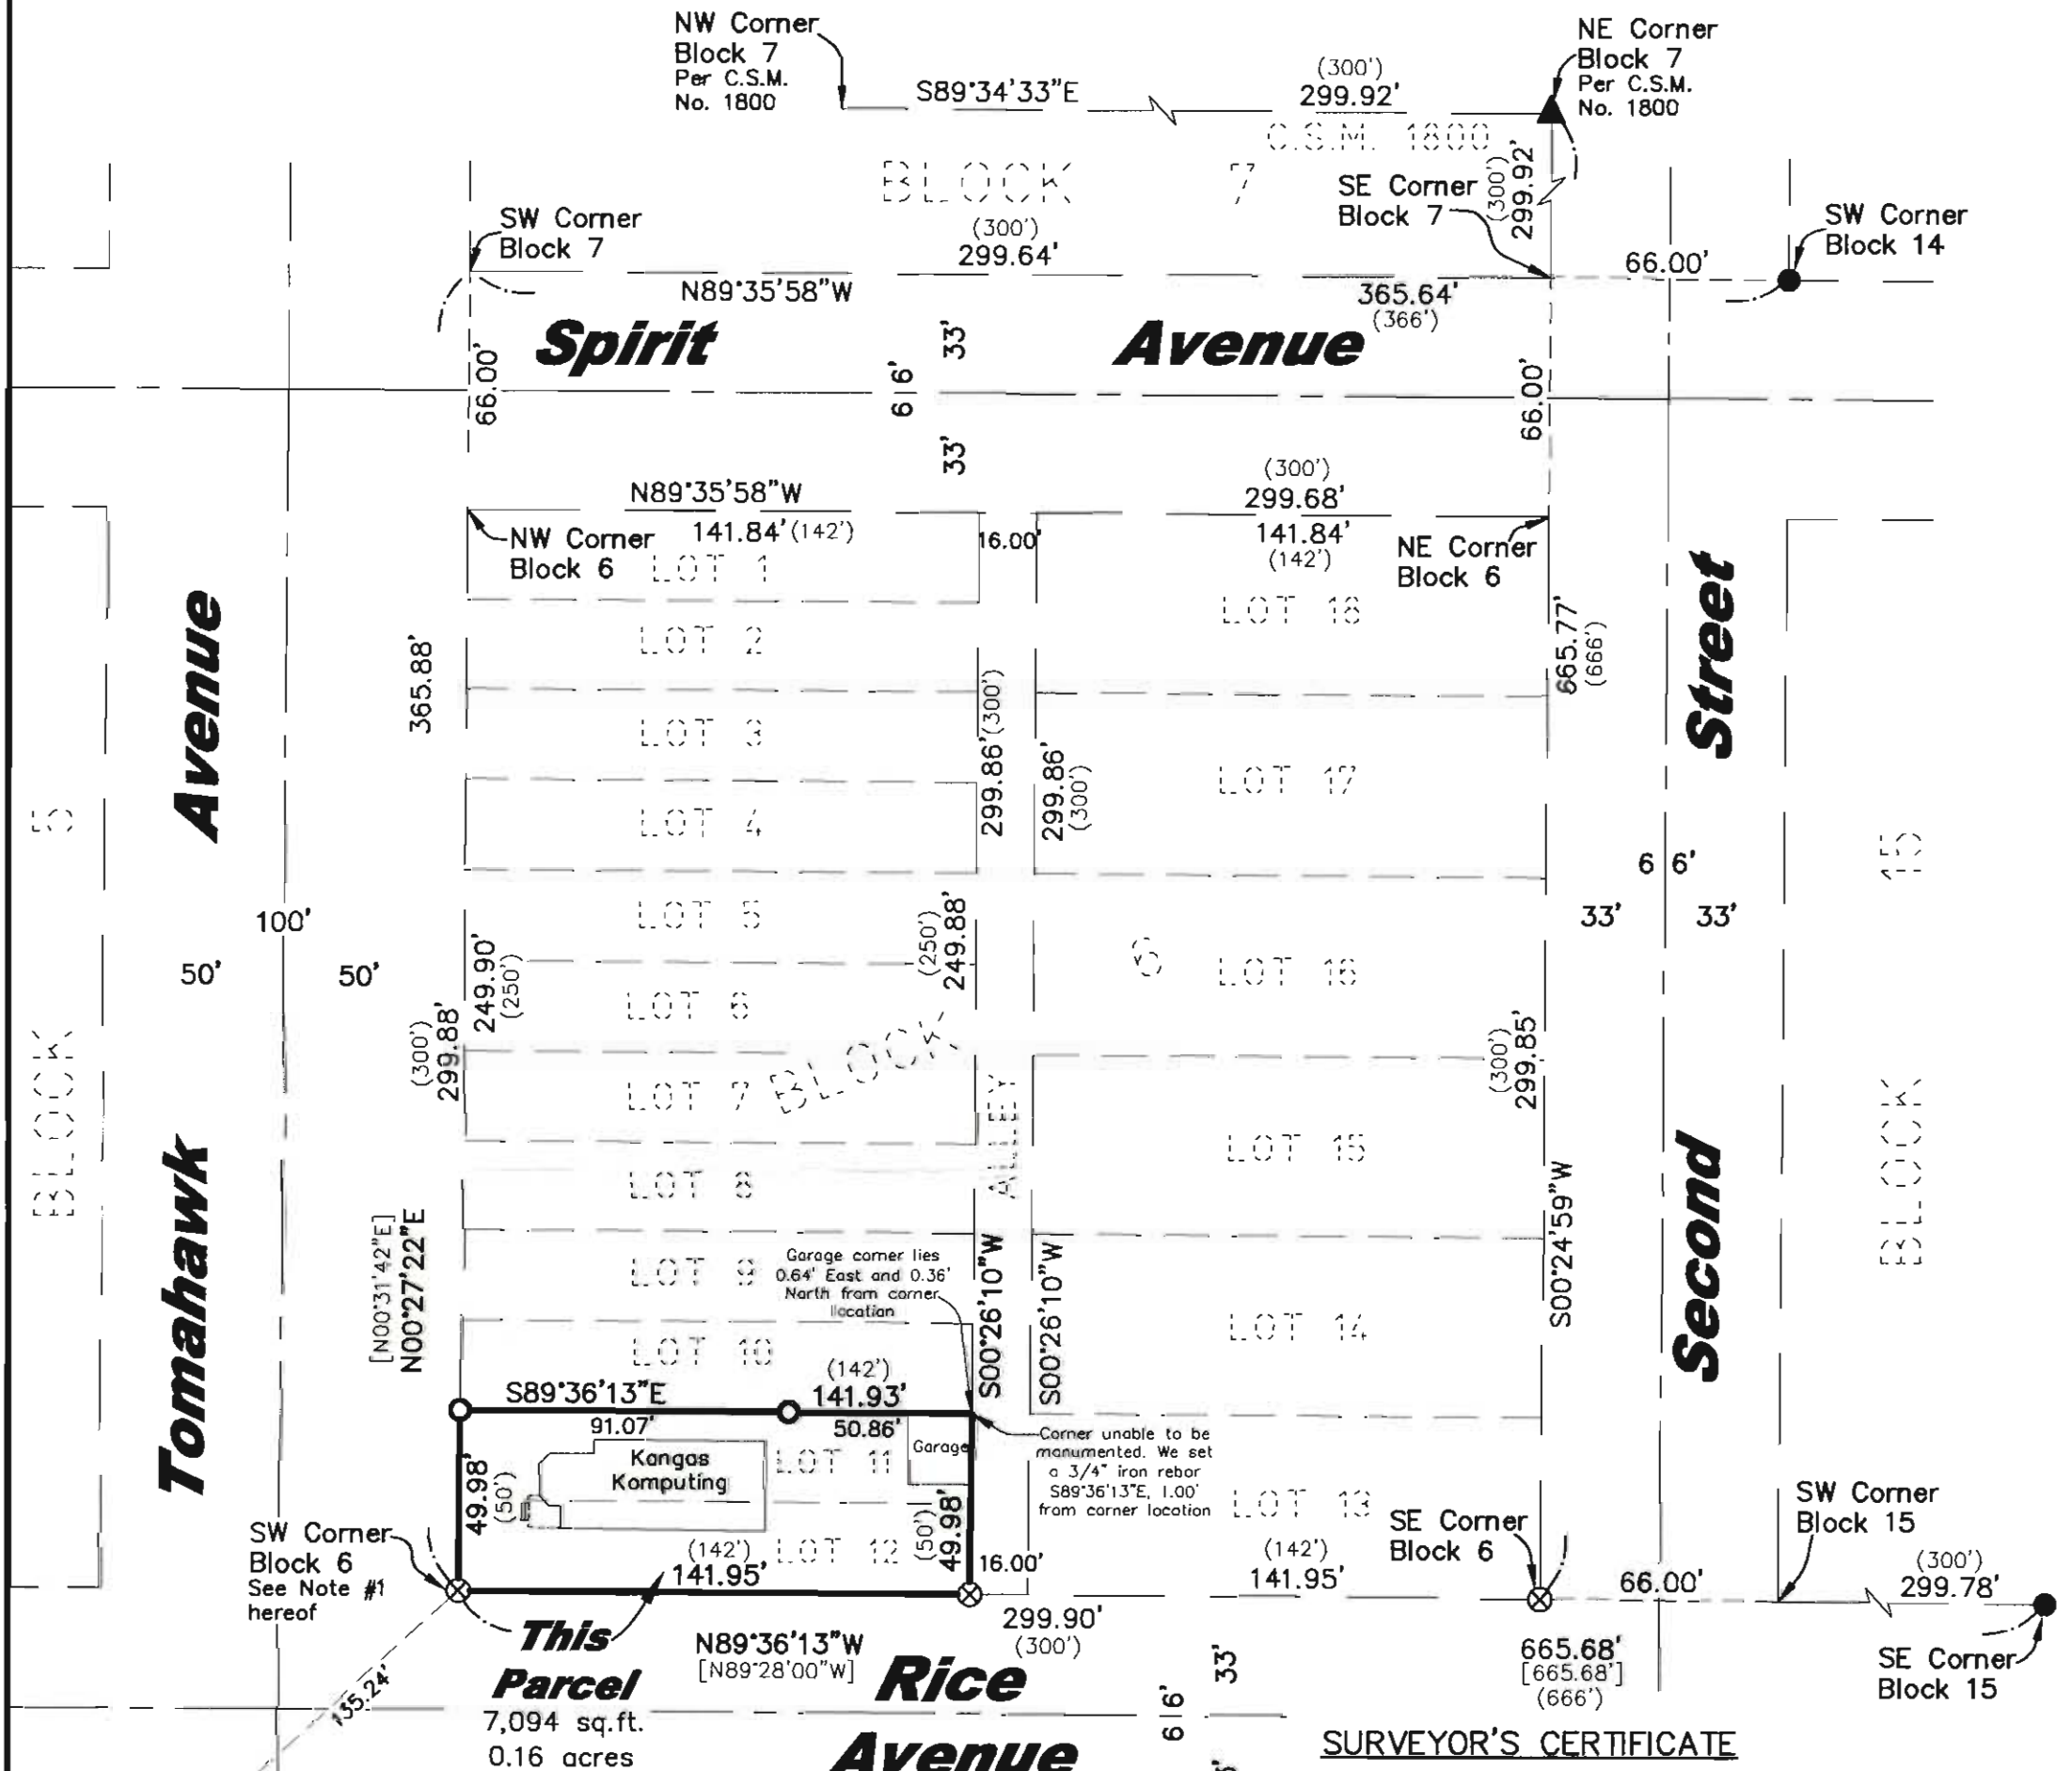 NW Corner
Block 7
Per C.S.M.
No. 1800
S89°34'33"E
(300')
299.92'
NE Corner
Block 7
Per C.S.M.
No. 1800
C.S.M. 1800
BLOCK 7
(300')
299.92'
SW Corner
Block 7
(300')
299.64'
N89°35'58"W
SE Corner
Block 7
66.00'
SW Corner
Block 14
365.64'
(366')
Spirit Avenue
33'
66'
33'
66.00'
66.00'
N89°35'58"W
(300')
299.68'
141.84' (142')
16.00'
141.84'
(142')
NW Corner
Block 6
NE Corner
Block 6
LOT 1
LOT 2
LOT 3
LOT 4
LOT 5
LOT 6
LOT 7
LOT 8
LOT 9
LOT 10
LOT 18
LOT 17
LOT 16
LOT 15
LOT 14
LOT 13
BLOCK 6
ALLEY
365.88'
299.86' (300')
299.86'
(300')
665.77'
(666')
Tomahawk Avenue
Second Street
BLOCK 5
BLOCK 15
100'
50'
50'
66'
33'
33'
249.90'
(250')
(250')
249.88'
(300')
299.88'
(300')
299.85'
[N00°31'42"E]
N00°27'22"E
S00°26'10"W
S00°26'10"W
S00°24'59"W
Garage corner lies
0.64' East and 0.36'
North from corner
location
S89°36'13"E
(142')
141.93'
91.07'
50.86'
Kangas
Komputing
LOT 11
Garage
Corner unable to be
monumented. We set
a 3/4" iron rebar
S89°36'13"E, 1.00'
from corner location
49.98'
(50')
(50')
49.98'
LOT 12
(142')
141.95'
16.00'
(142')
141.95'
SW Corner
Block 6
See Note #1
hereof
SE Corner
Block 6
66.00'
SW Corner
Block 15
(300')
299.78'
SE Corner
Block 15
135.24'
This
Parcel
7,094 sq.ft.
0.16 acres
N89°36'13"W
[N89°28'00"W]
299.90'
(300')
665.68'
[665.68']
(666')
Rice
Avenue
33'
66'
SURVEYOR'S CERTIFICATE